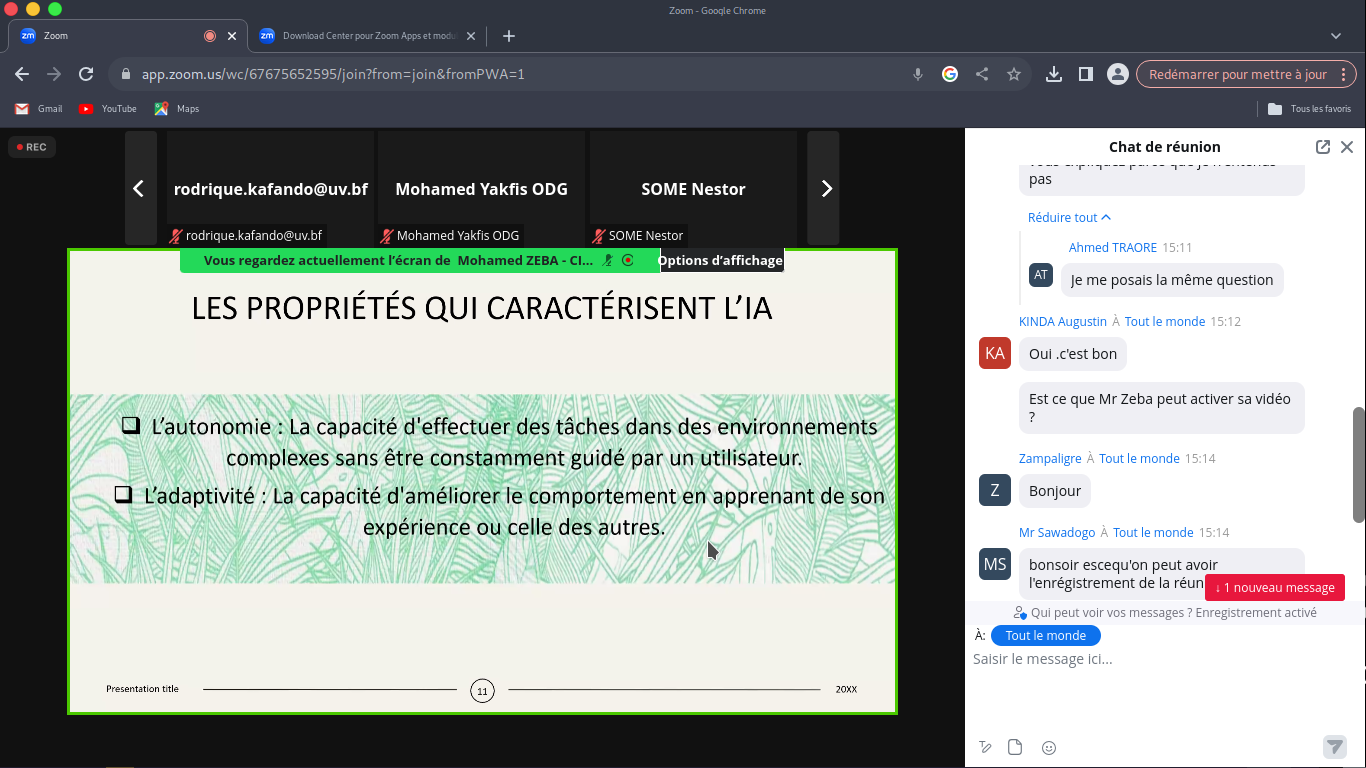 Zoom - Google Chrome
Zoom
Download Center pour Zoom Apps et modu
app.zoom.us/wc/67675652595/join?from=join&fromPWA=1
Redémarrer pour mettre à jour
Gmail
YouTube
Maps
Tous les favoris
REC
rodrique.kafando@uv.bf
Mohamed Yakfis ODG
SOME Nestor
rodrique.kafando@uv.bf
Mohamed Yakfis ODG
SOME Nestor
Vous regardez actuellement l’écran de Mohamed ZEBA - CI...
Options d’affichage
LES PROPRIÉTÉS QUI CARACTÉRISENT L’IA
L’autonomie : La capacité d'effectuer des tâches dans des environnements
complexes sans être constamment guidé par un utilisateur.
L’adaptivité : La capacité d'améliorer le comportement en apprenant de son
expérience ou celle des autres.
Presentation title
11
20XX
Chat de réunion
pas
Réduire tout
Ahmed TRAORE 15:11
AT
Je me posais la même question
KINDA Augustin À Tout le monde 15:12
KA
Oui .c'est bon
Est ce que Mr Zeba peut activer sa vidéo
?
Zampaligre À Tout le monde 15:14
Z
Bonjour
Mr Sawadogo À Tout le monde 15:14
MS
bonsoir escequ'on peut avoir
l'enrégistrement de la réun
↓ 1 nouveau message
Qui peut voir vos messages ? Enregistrement activé
À: Tout le monde
Saisir le message ici...